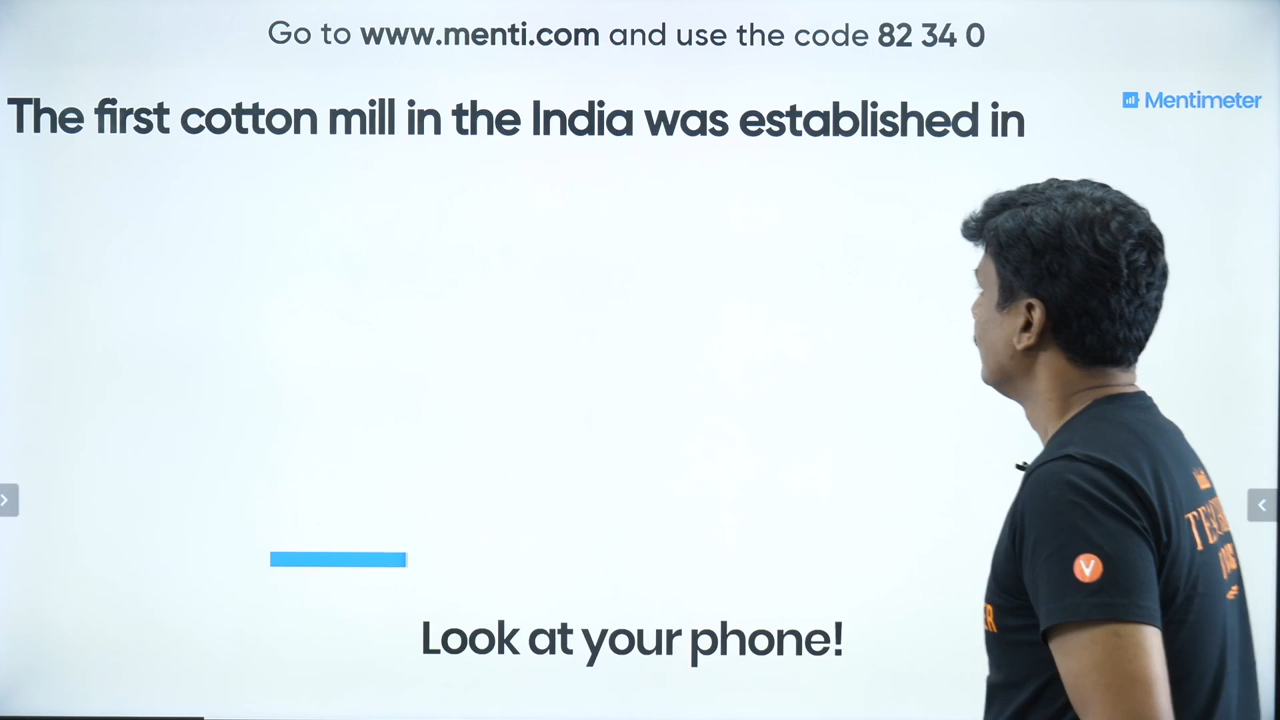 Go to www.menti.com and use the code 82 34 0
Mentimeter
The first cotton mill in the India was established in
Look at your phone!
V